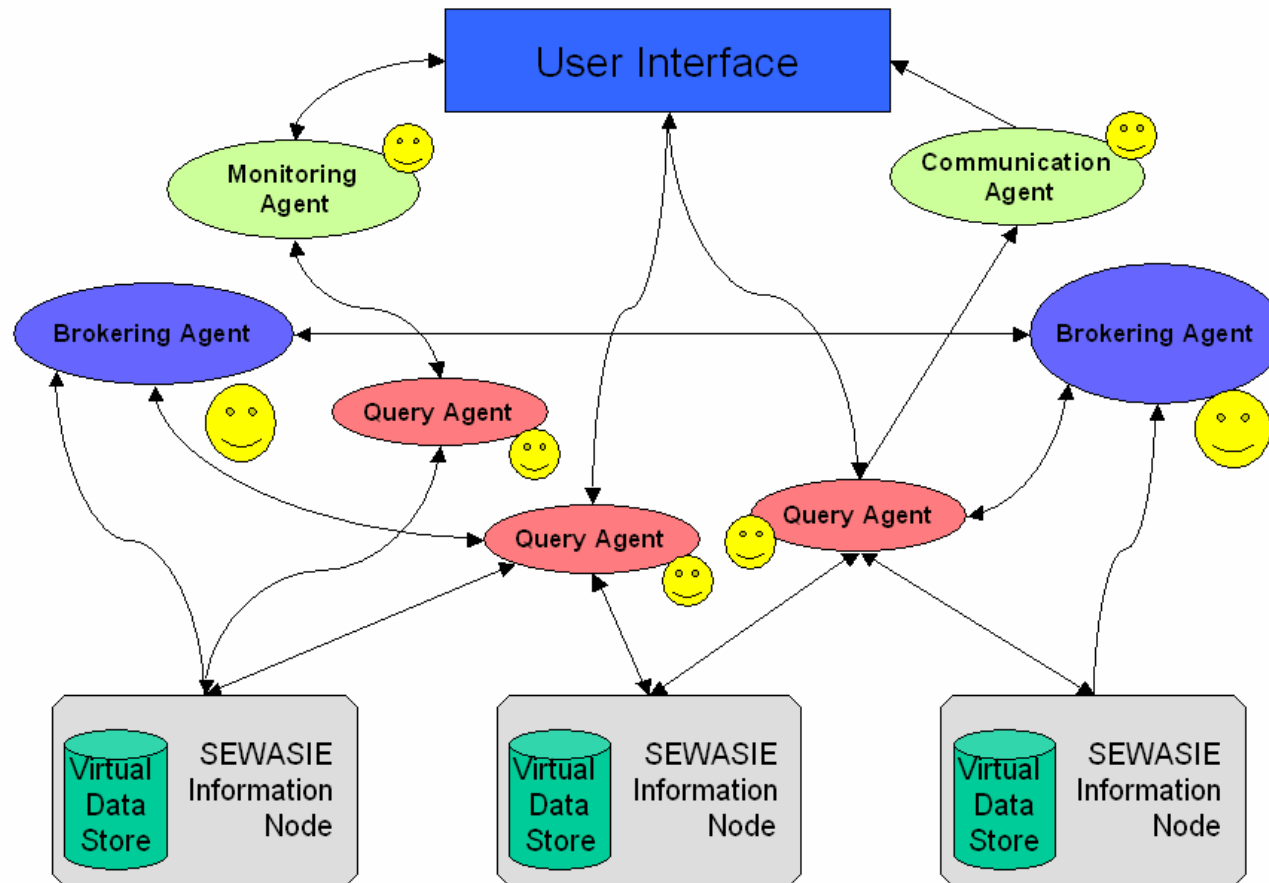 User Interface
Monitoring
Agent
Communication
Agent
Brokering Agent
Brokering Agent
Query Agent
Query Agent
Query Agent
Virtual
Data
Store
SEWASIE
Information
Node
Virtual
Data
Store
SEWASIE
Information
Node
Virtual
Data
Store
SEWASIE
Information
Node